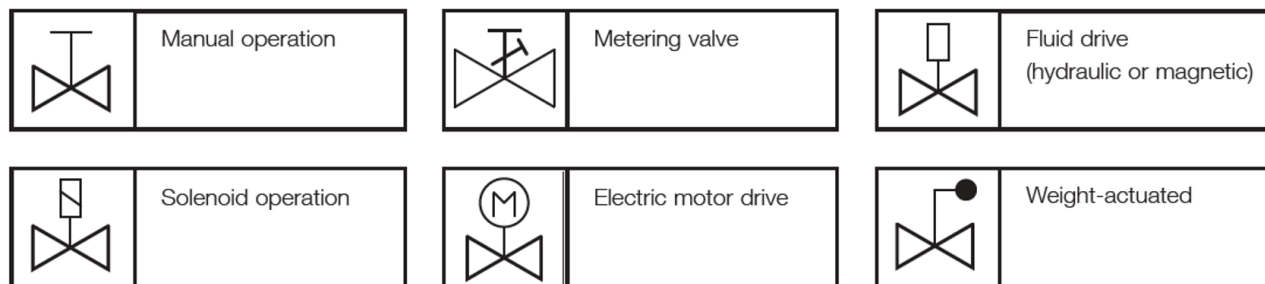 Manual operation
Metering valve
Fluid drive
(hydraulic or magnetic)
Solenoid operation
M
Electric motor drive
Weight-actuated